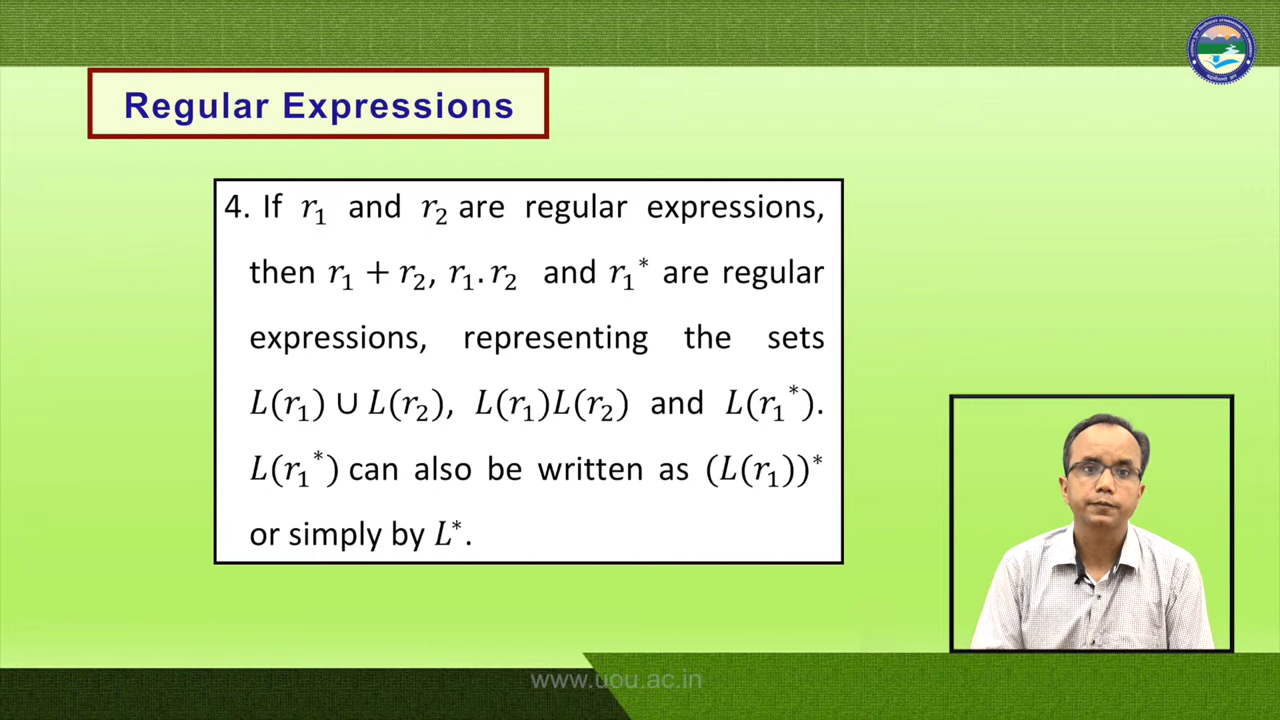 Regular Expressions
4. If r₁ and r₂ are regular expressions,
then r₁ + r₂, r₁. r₂ and r₁* are regular
expressions, representing the sets
L(r₁) ∪ L(r₂), L(r₁)L(r₂) and L(r₁*).
L(r₁*) can also be written as (L(r₁))*
or simply by L*.
www.uou.ac.in